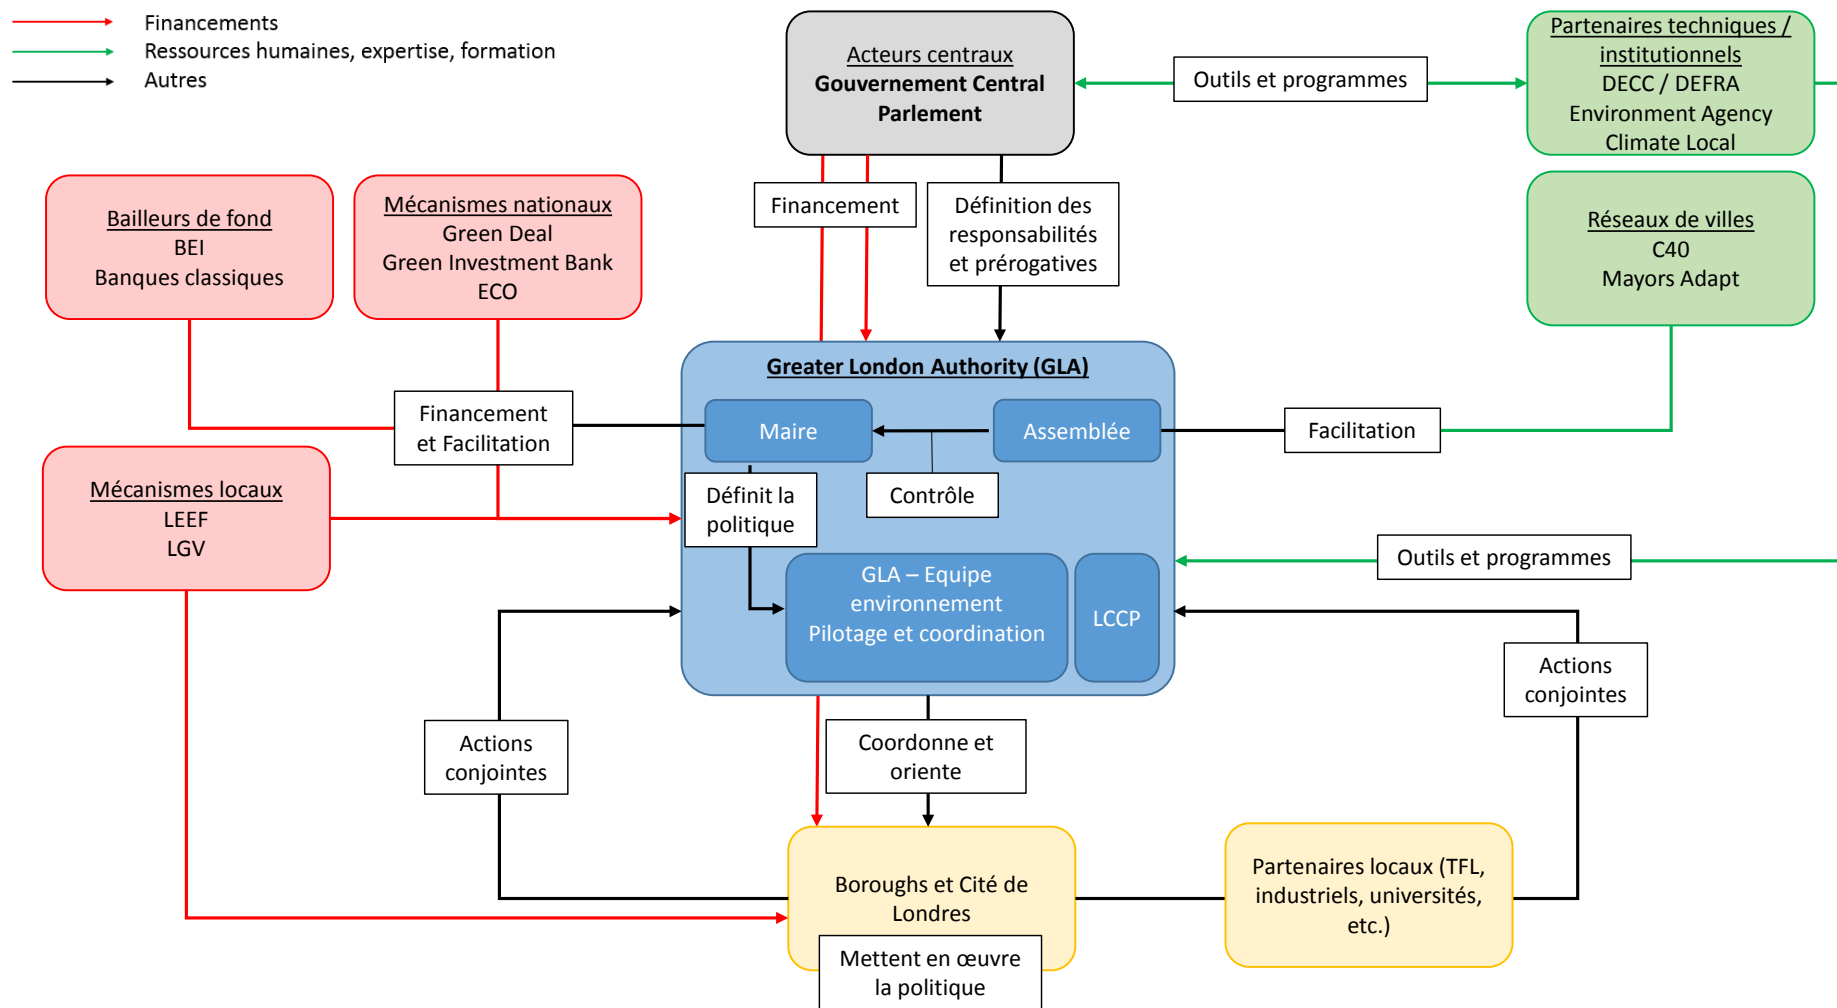 Financements
Ressources humaines, expertise, formation
Autres
Acteurs centraux
Gouvernement Central
Parlement
Outils et programmes
Partenaires techniques /
institutionnels
DECC / DEFRA
Environment Agency
Climate Local
Bailleurs de fond
BEI
Banques classiques
Mécanismes nationaux
Green Deal
Green Investment Bank
ECO
Financement
Définition des
responsabilités
et prérogatives
Réseaux de villes
C40
Mayors Adapt
Greater London Authority (GLA)
Financement
et Facilitation
Maire
Assemblée
Facilitation
Mécanismes locaux
LEEF
LGV
Définit la
politique
Contrôle
Outils et programmes
GLA – Equipe
environnement
Pilotage et coordination
LCCP
Actions
conjointes
Actions
conjointes
Coordonne et
oriente
Boroughs et Cité de
Londres
Mettent en œuvre
la politique
Partenaires locaux (TFL,
industriels, universités,
etc.)